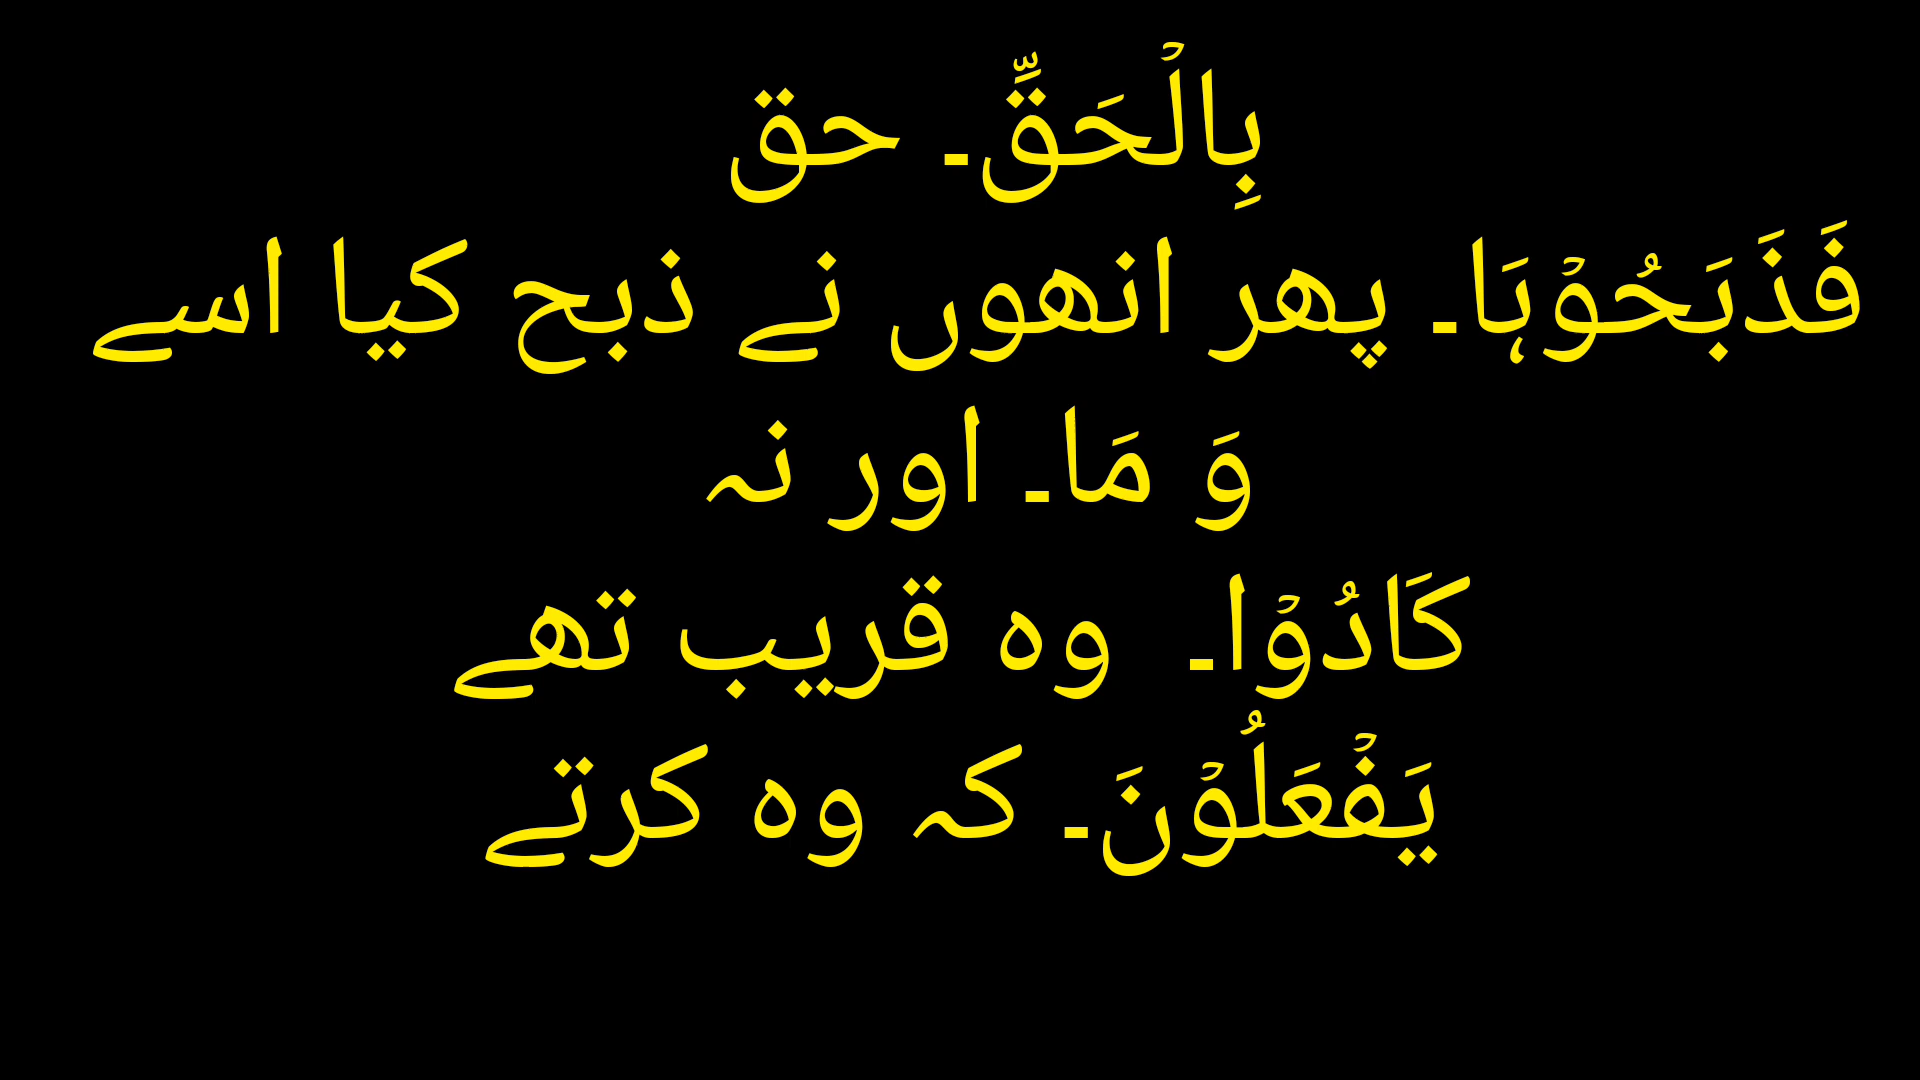 بِالۡحَقِّ۔ حق
فَذَبَحُوۡہَا۔ پھر انھوں نے ذبح کیا اسے
وَ مَا۔ اور نہ
کَادُوۡا۔ وہ قریب تھے
یَفۡعَلُوۡنَ۔ کہ وہ کرتے